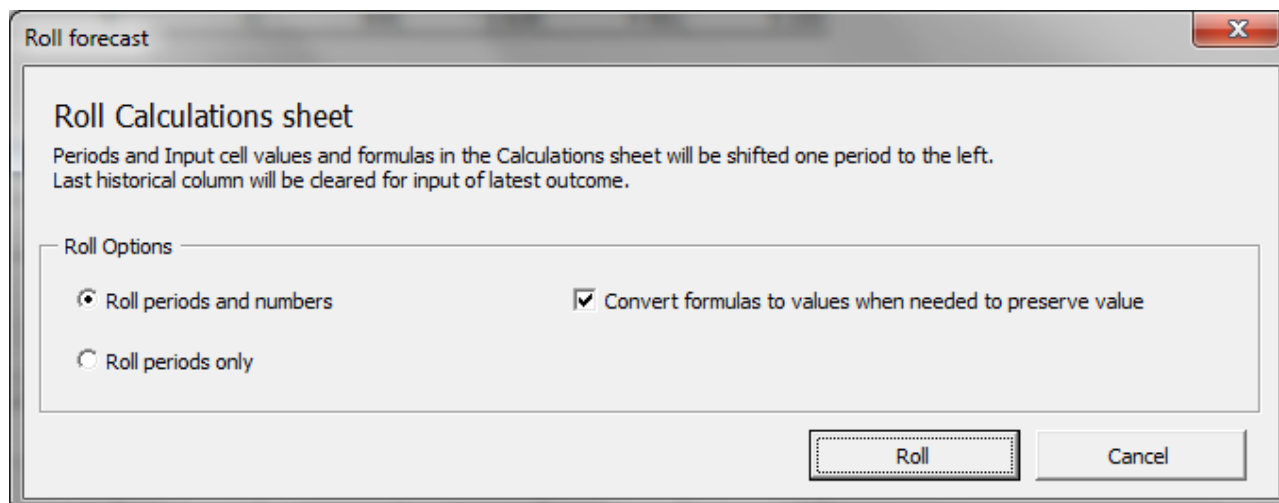 Roll forecast
Roll Calculations sheet
Periods and Input cell values and formulas in the Calculations sheet will be shifted one period to the left.
Last historical column will be cleared for input of latest outcome.
Roll Options
Roll periods and numbers
Convert formulas to values when needed to preserve value
Roll periods only
Roll
Cancel